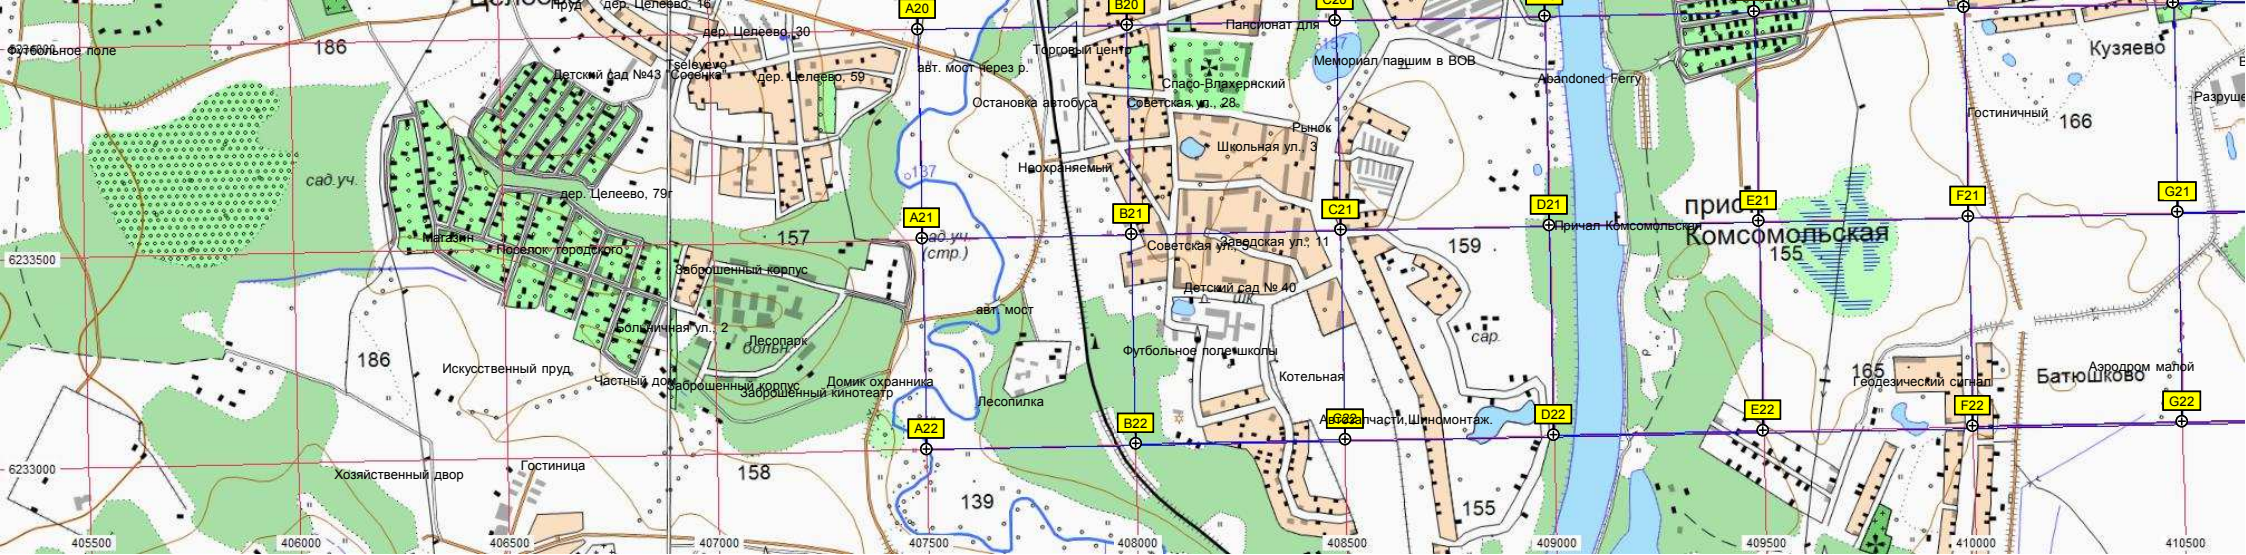 дер. Целеево, 16
Пруд
A20
B20
C20
Пансионат для
186
6234000
Футбольное поле
дер. Целеево, 30
Торговый центр
157
Кузяево
Tseleyevo
Детский сад №43 "Сосенка"
дер. Целеево, 59
авт. мост через р.
Мемориал павшим в ВОВ
Спасо-Влахернский
Abandoned Ferry
Остановка автобуса
Советская ул., 28
Гостиничный
166
Рынок
Школьная ул., 3
137
Неохраняемый
сад.уч.
дер. Целеево, 79г
A21
B21
C21
D21
E21
F21
G21
157
Магазин
Поселок городского
(стр.)
Заводская ул., 11
159
Причал Комсомольская
Комсомольская
155
6233500
Заброшенный корпус
Детский сад № 40
шк.
авт. мост
Больничная ул., 2
Лесопарк
больн.
сар.
186
Футбольное поле школы
Искусственный пруд
Частный дом
Заброшенный корпус
Домик охранника
Заброшенный кинотеатр
Котельная
165
Геодезический сигнал
Батюшково
Аэродром малой
Лесопилка
A22
B22
C22
Автозапчасти,Шиномонтаж.
D22
E22
F22
G22
6233000
Хозяйственный двор
Гостиница
158
139
155
405500
406000
406500
407000
407500
408000
408500
409000
409500
410000
410500